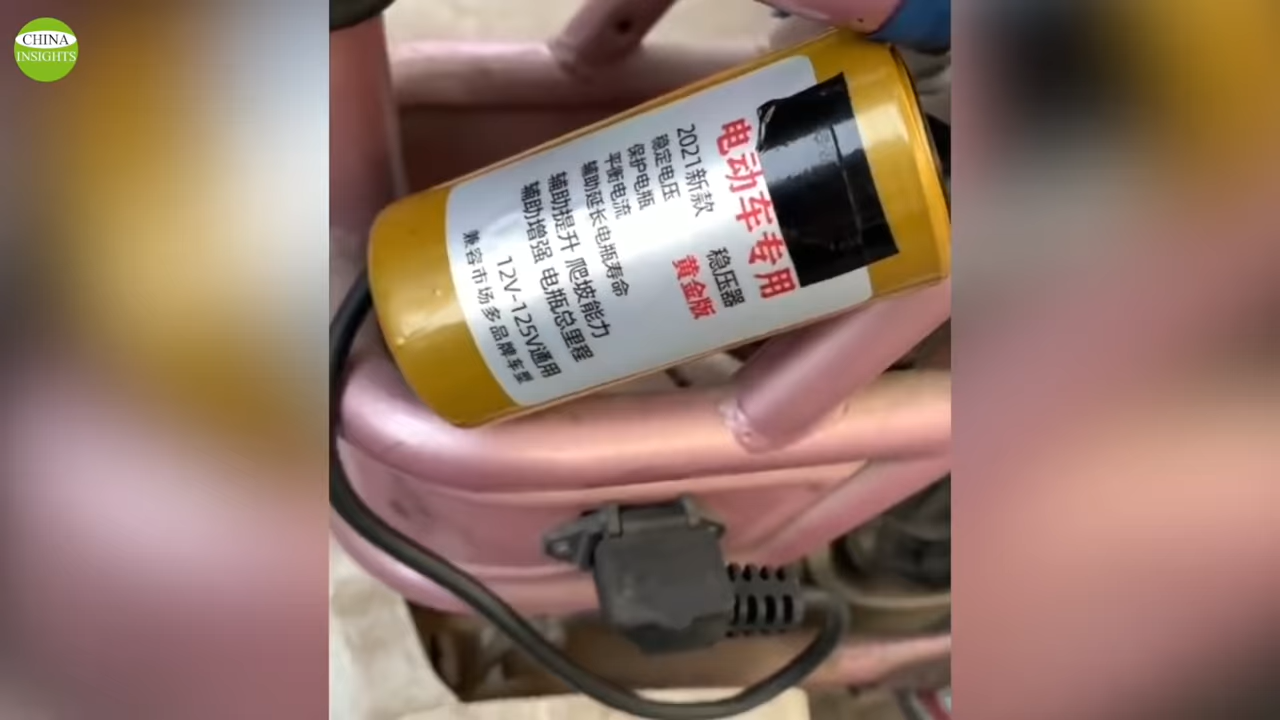 CHINA
INSIGHTS
电动车专用
稳压器
2021新款
黄金版
稳定电压
保护电瓶
平衡电流
辅助延长电瓶寿命
辅助提升 爬坡能力
辅助增强 电瓶总里程
12V-125V通用
兼容市场多品牌车型